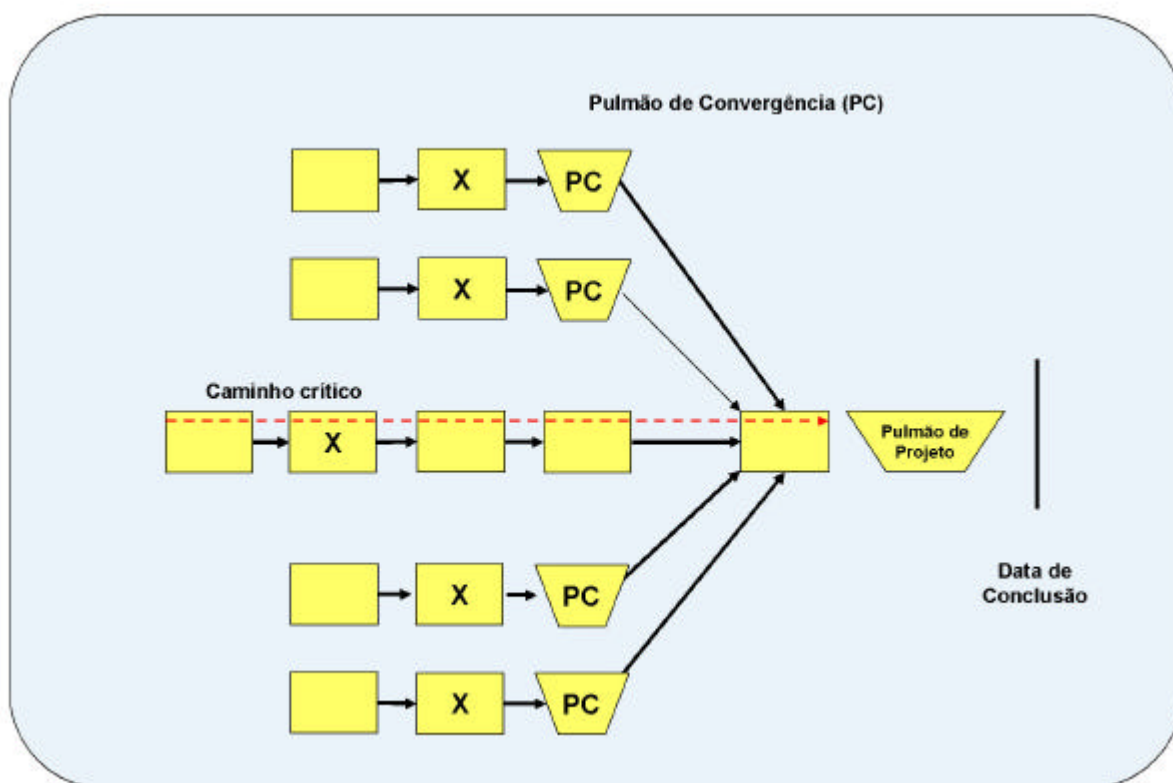 Pulmão de Convergência (PC)
X
PC
X
PC
Caminho crítico
X
Pulmão de
Projeto
X
PC
Data de
Conclusão
X
PC